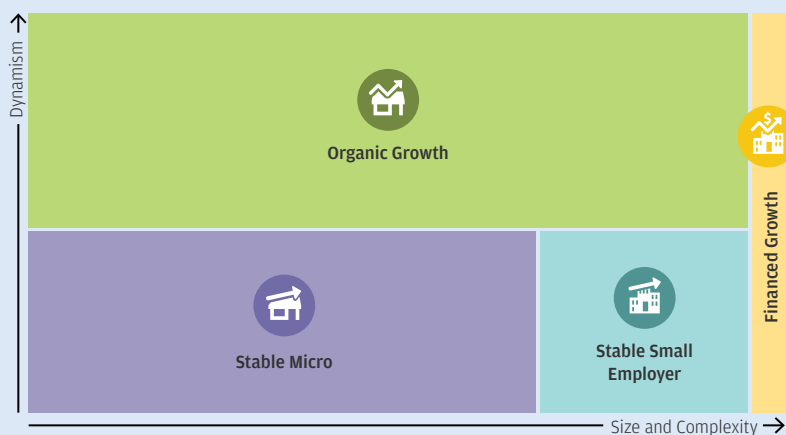 Dynamism
$
Organic Growth
Financed Growth
Stable Micro
Stable Small
Employer
Size and Complexity